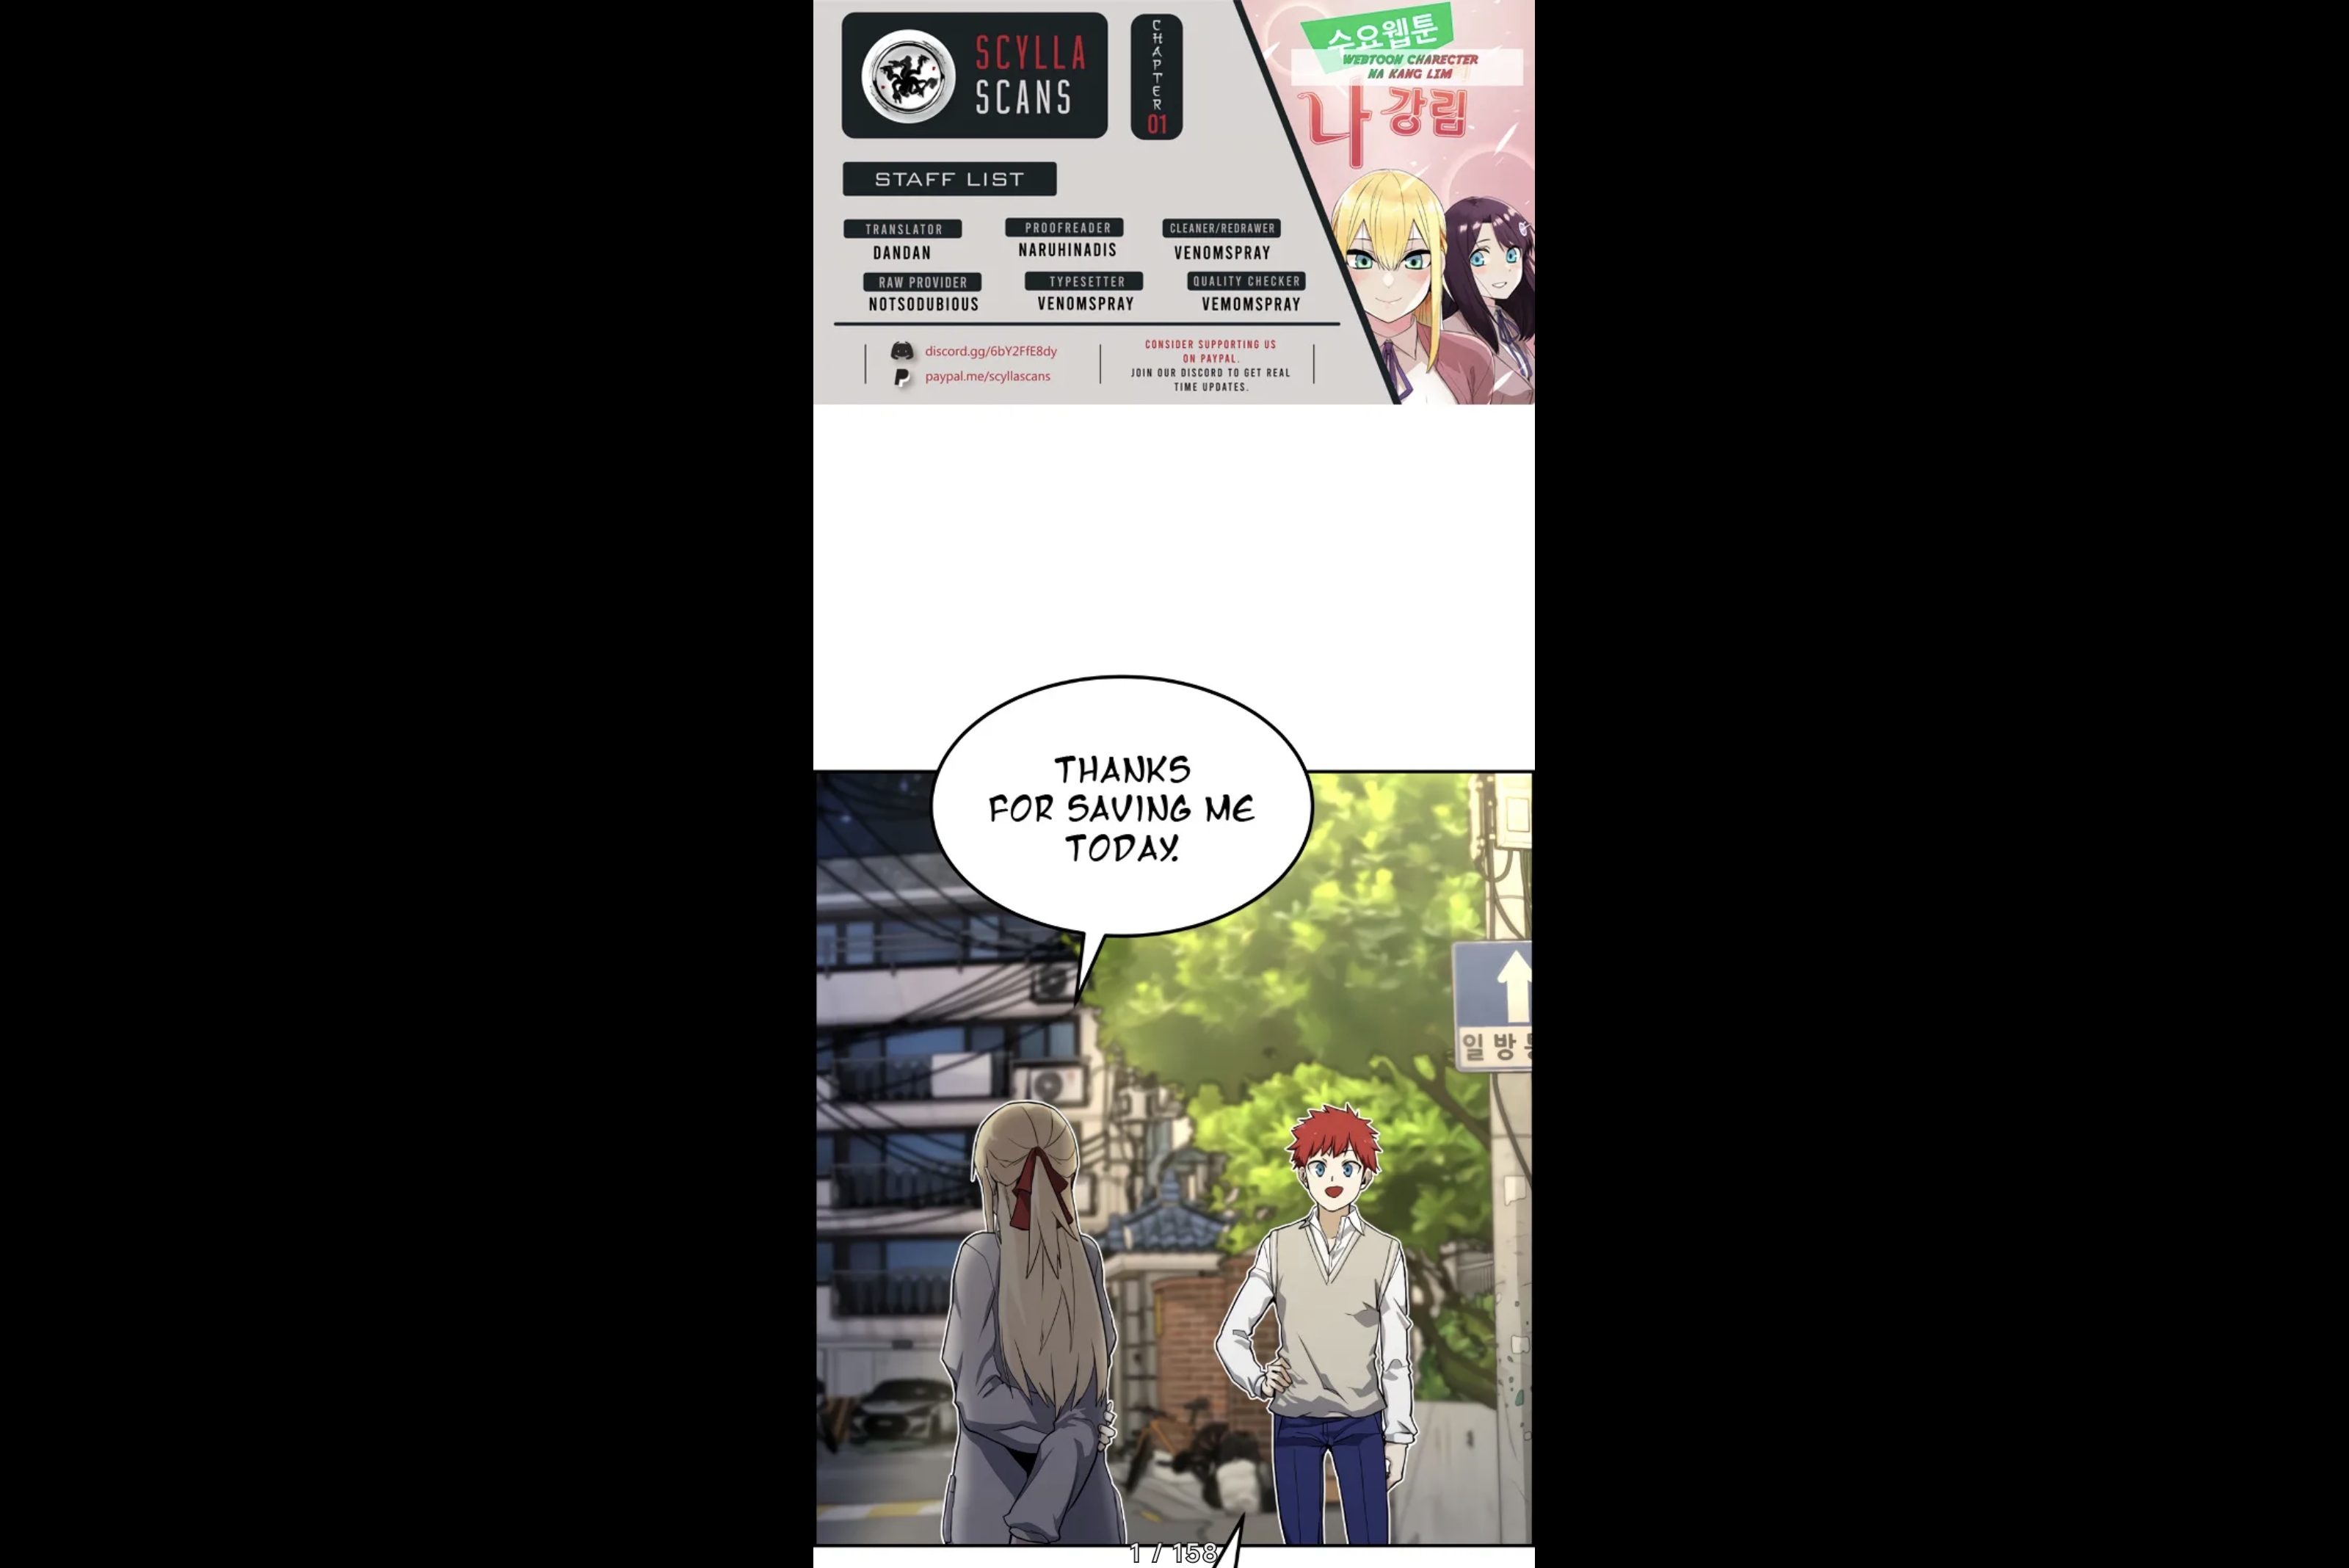 SCYLLA
SCANS
CHAPTER
01
수요웹툰
WEBTOON CHARECTER
NA KANG LIM
나강림
STAFF LIST
TRANSLATOR
DANDAN
PROOFREADER
NARUHINADIS
CLEANER/REDRAWER
VENOMSPRAY
RAW PROVIDER
NOTSODUBIOUS
TYPESETTER
VENOMSPRAY
QUALITY CHECKER
VEMOMSPRAY
discord.gg/6bY2FfE8dy
paypal.me/scyllascans
CONSIDER SUPPORTING US
ON PAYPAL.
JOIN OUR DISCORD TO GET REAL
TIME UPDATES.
THANKS
FOR SAVING ME
TODAY.
일방
1 / 158